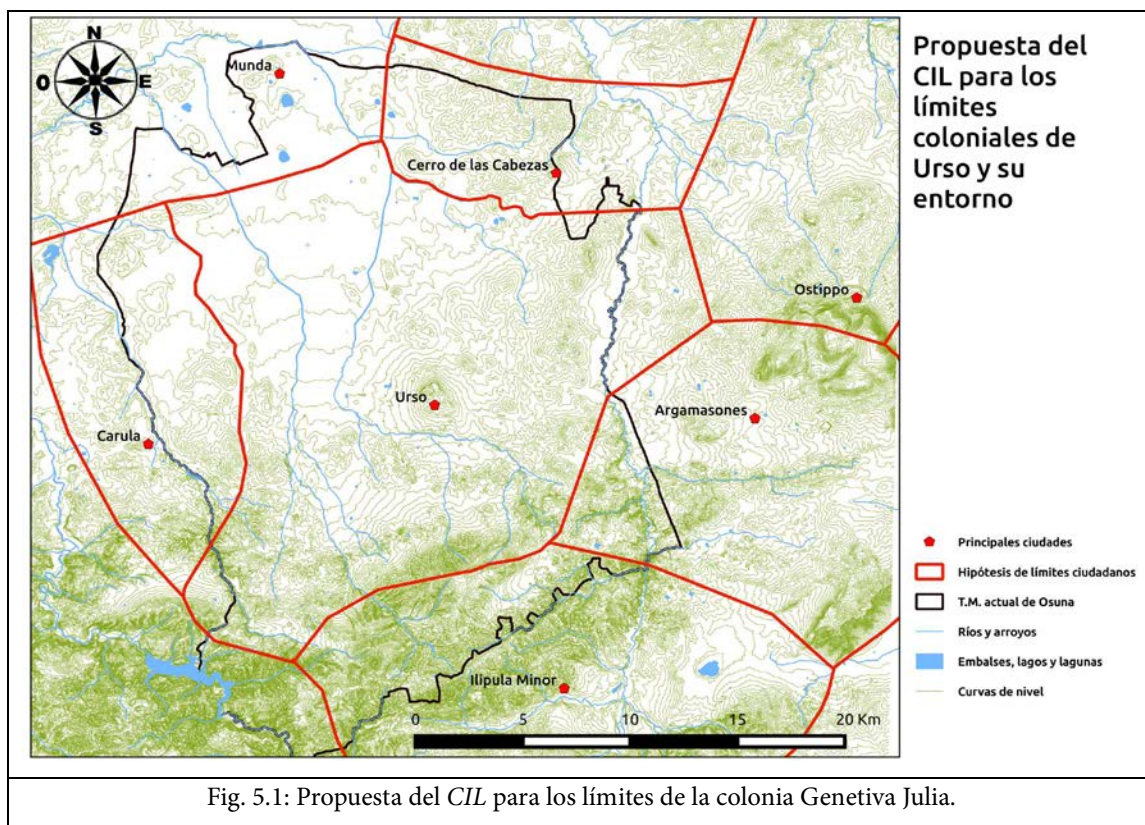 Propuesta del
CIL para los
límites
coloniales de
Urso y su
entorno
N
O
E
S
Munda
Cerro de las Cabezas
Ostippo
Urso
Argamasones
Carula
Ilipula Minor
0 5 10 15 20 Km
Principales ciudades
Hipótesis de límites ciudadanos
T.M. actual de Osuna
Ríos y arroyos
Embalses, lagos y lagunas
Curvas de nivel
Fig. 5.1: Propuesta del CIL para los límites de la colonia Genetiva Julia.